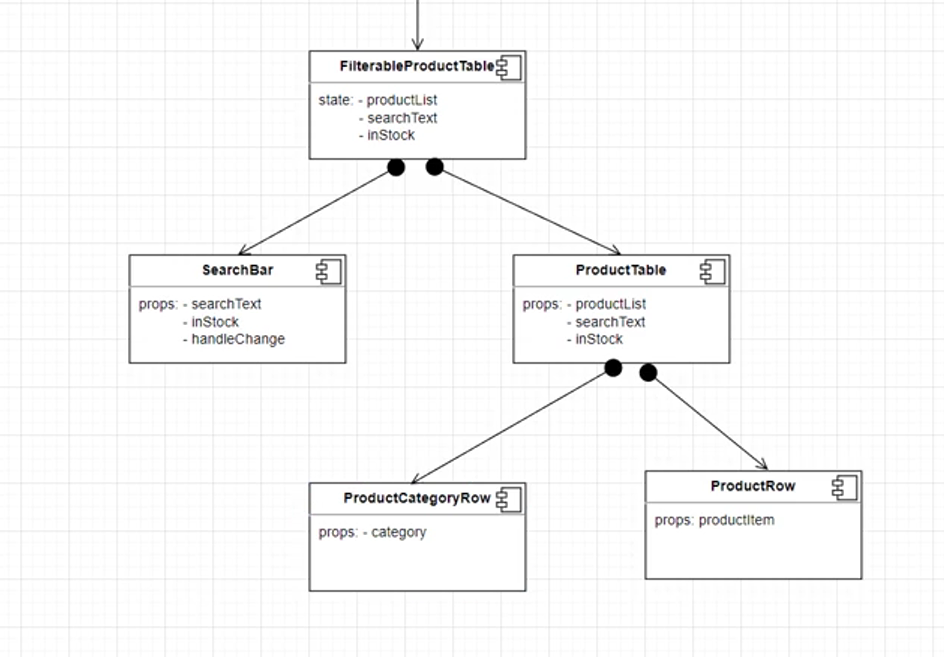 FilterableProductTable
state: - productList
- searchText
- inStock
SearchBar
props: - searchText
- inStock
- handleChange
ProductTable
props: - productList
- searchText
- inStock
ProductCategoryRow
props: - category
ProductRow
props: productItem